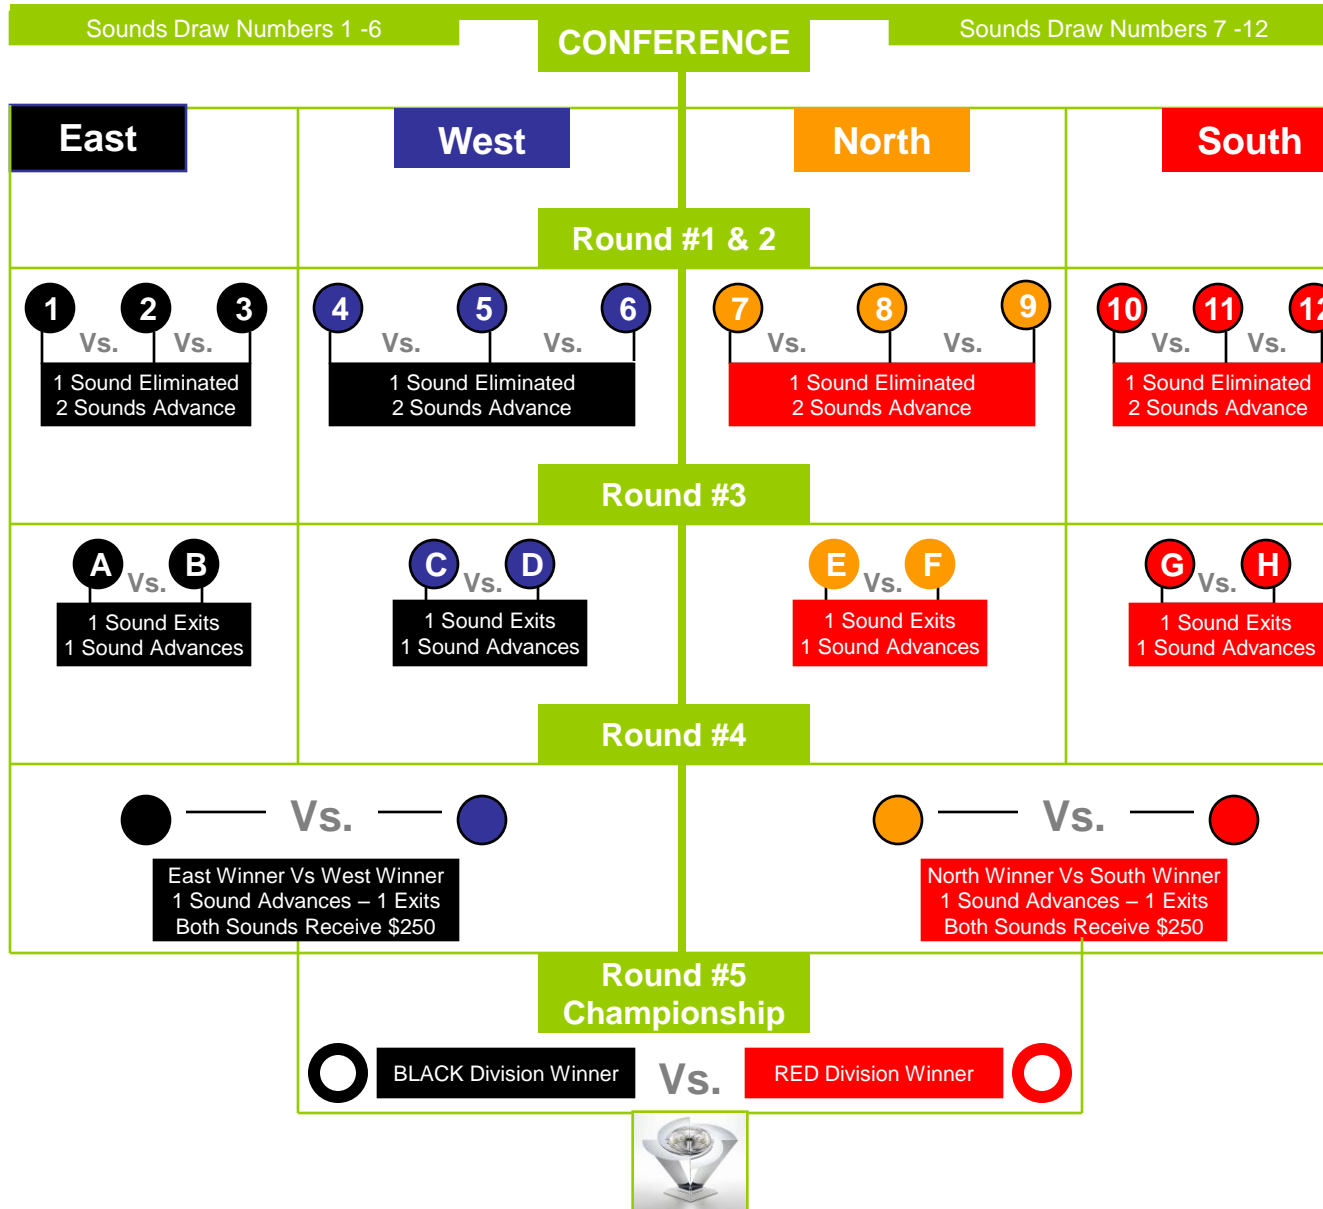 Sounds Draw Numbers 1 -6
CONFERENCE
Sounds Draw Numbers 7 -12
East
West
North
South
Round #1 & 2
1 Vs. 2 Vs. 3
4 Vs. 5 Vs. 6
7 Vs. 8 Vs. 9
10 Vs. 11 Vs. 12
1 Sound Eliminated
2 Sounds Advance
1 Sound Eliminated
2 Sounds Advance
1 Sound Eliminated
2 Sounds Advance
1 Sound Eliminated
2 Sounds Advance
Round #3
A Vs. B
C Vs. D
E Vs. F
G Vs. H
1 Sound Exits
1 Sound Advances
1 Sound Exits
1 Sound Advances
1 Sound Exits
1 Sound Advances
1 Sound Exits
1 Sound Advances
Round #4
Vs.
Vs.
East Winner Vs West Winner
1 Sound Advances – 1 Exits
Both Sounds Receive $250
North Winner Vs South Winner
1 Sound Advances – 1 Exits
Both Sounds Receive $250
Round #5
Championship
BLACK Division Winner
Vs.
RED Division Winner